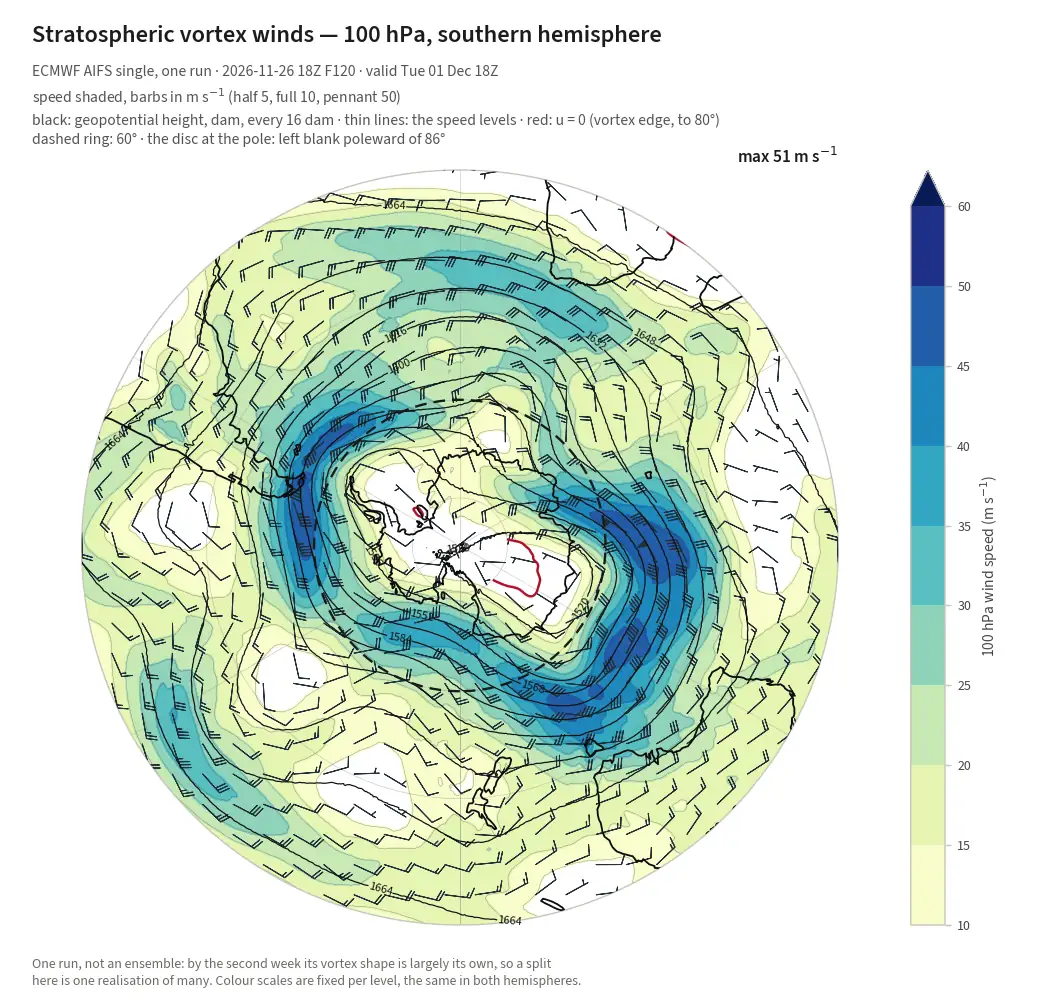 Stratospheric vortex winds — 100 hPa, southern hemisphere
ECMWF AIFS single, one run · 2026-11-26 18Z F120 · valid Tue 01 Dec 18Z
speed shaded, barbs in m s⁻¹ (half 5, full 10, pennant 50)
black: geopotential height, dam, every 16 dam · thin lines: the speed levels · red: u = 0 (vortex edge, to 80°)
dashed ring: 60° · the disc at the pole: left blank poleward of 86°
max 51 m s⁻¹
1664
1648
1616
1600
1664
1584
1568
1520
1664
1664
60
50
45
40
35
30
25
20
15
10
100 hPa wind speed (m s⁻¹)
One run, not an ensemble: by the second week its vortex shape is largely its own, so a split
here is one realisation of many. Colour scales are fixed per level, the same in both hemispheres.